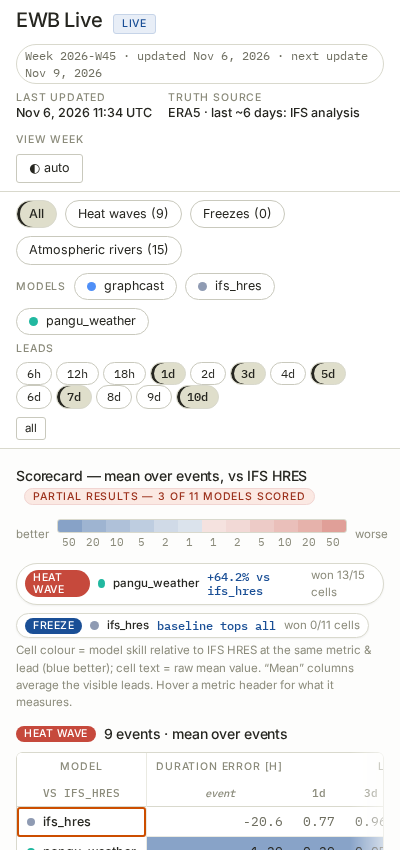 EWB Live LIVE
Week 2026-W45 · updated Nov 6, 2026 · next update
Nov 9, 2026
LAST UPDATED TRUTH SOURCE
Nov 6, 2026 11:34 UTC ERA5 · last ~6 days: IFS analysis
VIEW WEEK
◐ auto
All Heat waves (9) Freezes (0)
Atmospheric rivers (15)
MODELS graphcast ifs_hres
pangu_weather
LEADS
6h 12h 18h 1d 2d 3d 4d 5d
6d 7d 8d 9d 10d
all
Scorecard — mean over events, vs IFS HRES
PARTIAL RESULTS — 3 OF 11 MODELS SCORED
better worse
50 20 10 5 2 1 1 2 5 10 20 50
HEAT WAVE pangu_weather +64.2% vs ifs_hres won 13/15 cells
FREEZE ifs_hres baseline tops all won 0/11 cells
Cell colour = model skill relative to IFS HRES at the same metric &
lead (blue better); cell text = raw mean value. “Mean” columns
average the visible leads. Hover a metric header for what it
measures.
HEAT WAVE 9 events · mean over events
MODEL DURATION ERROR [H]
VS IFS_HRES event 1d 3d
ifs_hres -20.6 0.77 0.96